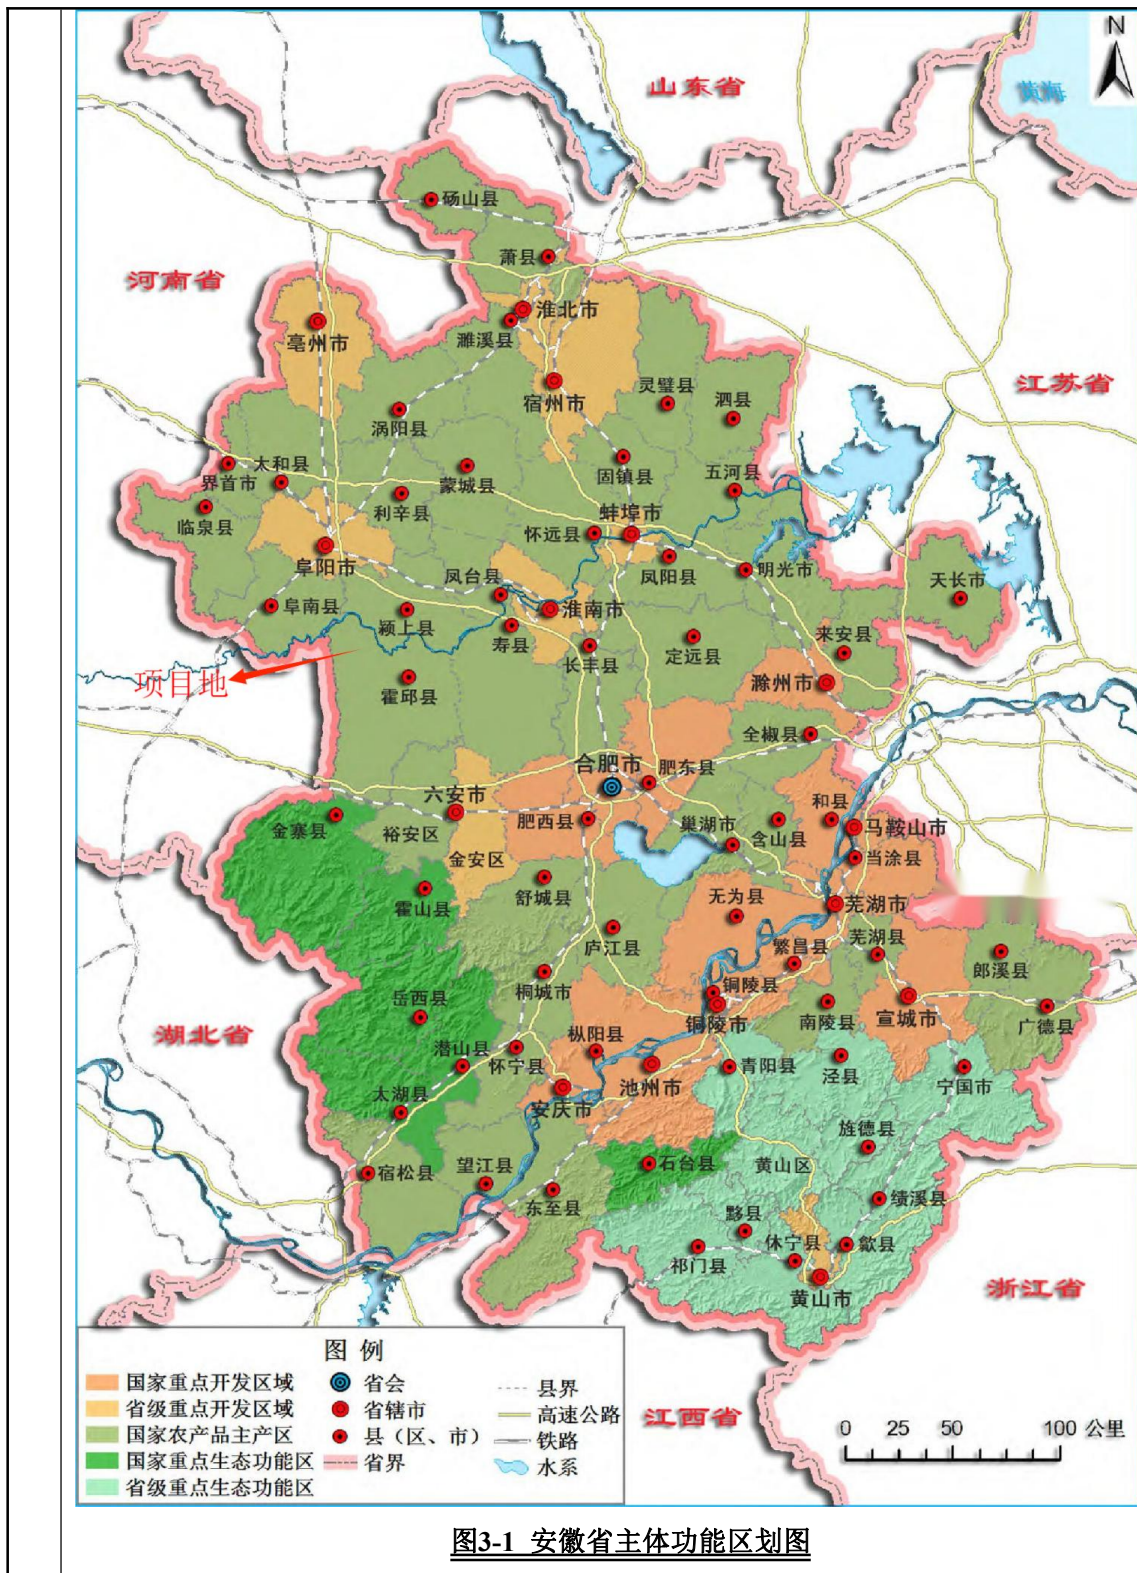 N
山东省
黄海
砀山县
萧县
河南省
淮北市
濉溪县
亳州市
江苏省
灵璧县
泗县
宿州市
涡阳县
太和县
界首市
蒙城县
固镇县
五河县
临泉县
利辛县
怀远县
蚌埠市
阜阳市
凤台县
凤阳县
明光市
天长市
阜南县
颍上县
淮南市
寿县
长丰县
定远县
来安县
项目地
霍邱县
滁州市
全椒县
合肥市
肥东县
六安市
金寨县
裕安区
肥西县
巢湖市
含山县
和县
马鞍山市
当涂县
金安区
霍山县
舒城县
无为县
芜湖市
庐江县
繁昌县
芜湖县
郎溪县
岳西县
桐城市
铜陵县
铜陵市
南陵县
宣城市
广德县
湖北省
潜山县
怀宁县
枞阳县
池州市
青阳县
泾县
宁国市
太湖县
安庆市
旌德县
宿松县
望江县
东至县
石台县
黄山区
绩溪县
黟县
休宁县
歙县
祁门县
黄山市
浙江省
江西省
图 例
国家重点开发区域
省级重点开发区域
国家农产品主产区
国家重点生态功能区
省级重点生态功能区
省会
省辖市
县（区、市）
省界
县界
高速公路
铁路
水系
0 25 50 100 公里
图3-1 安徽省主体功能区划图